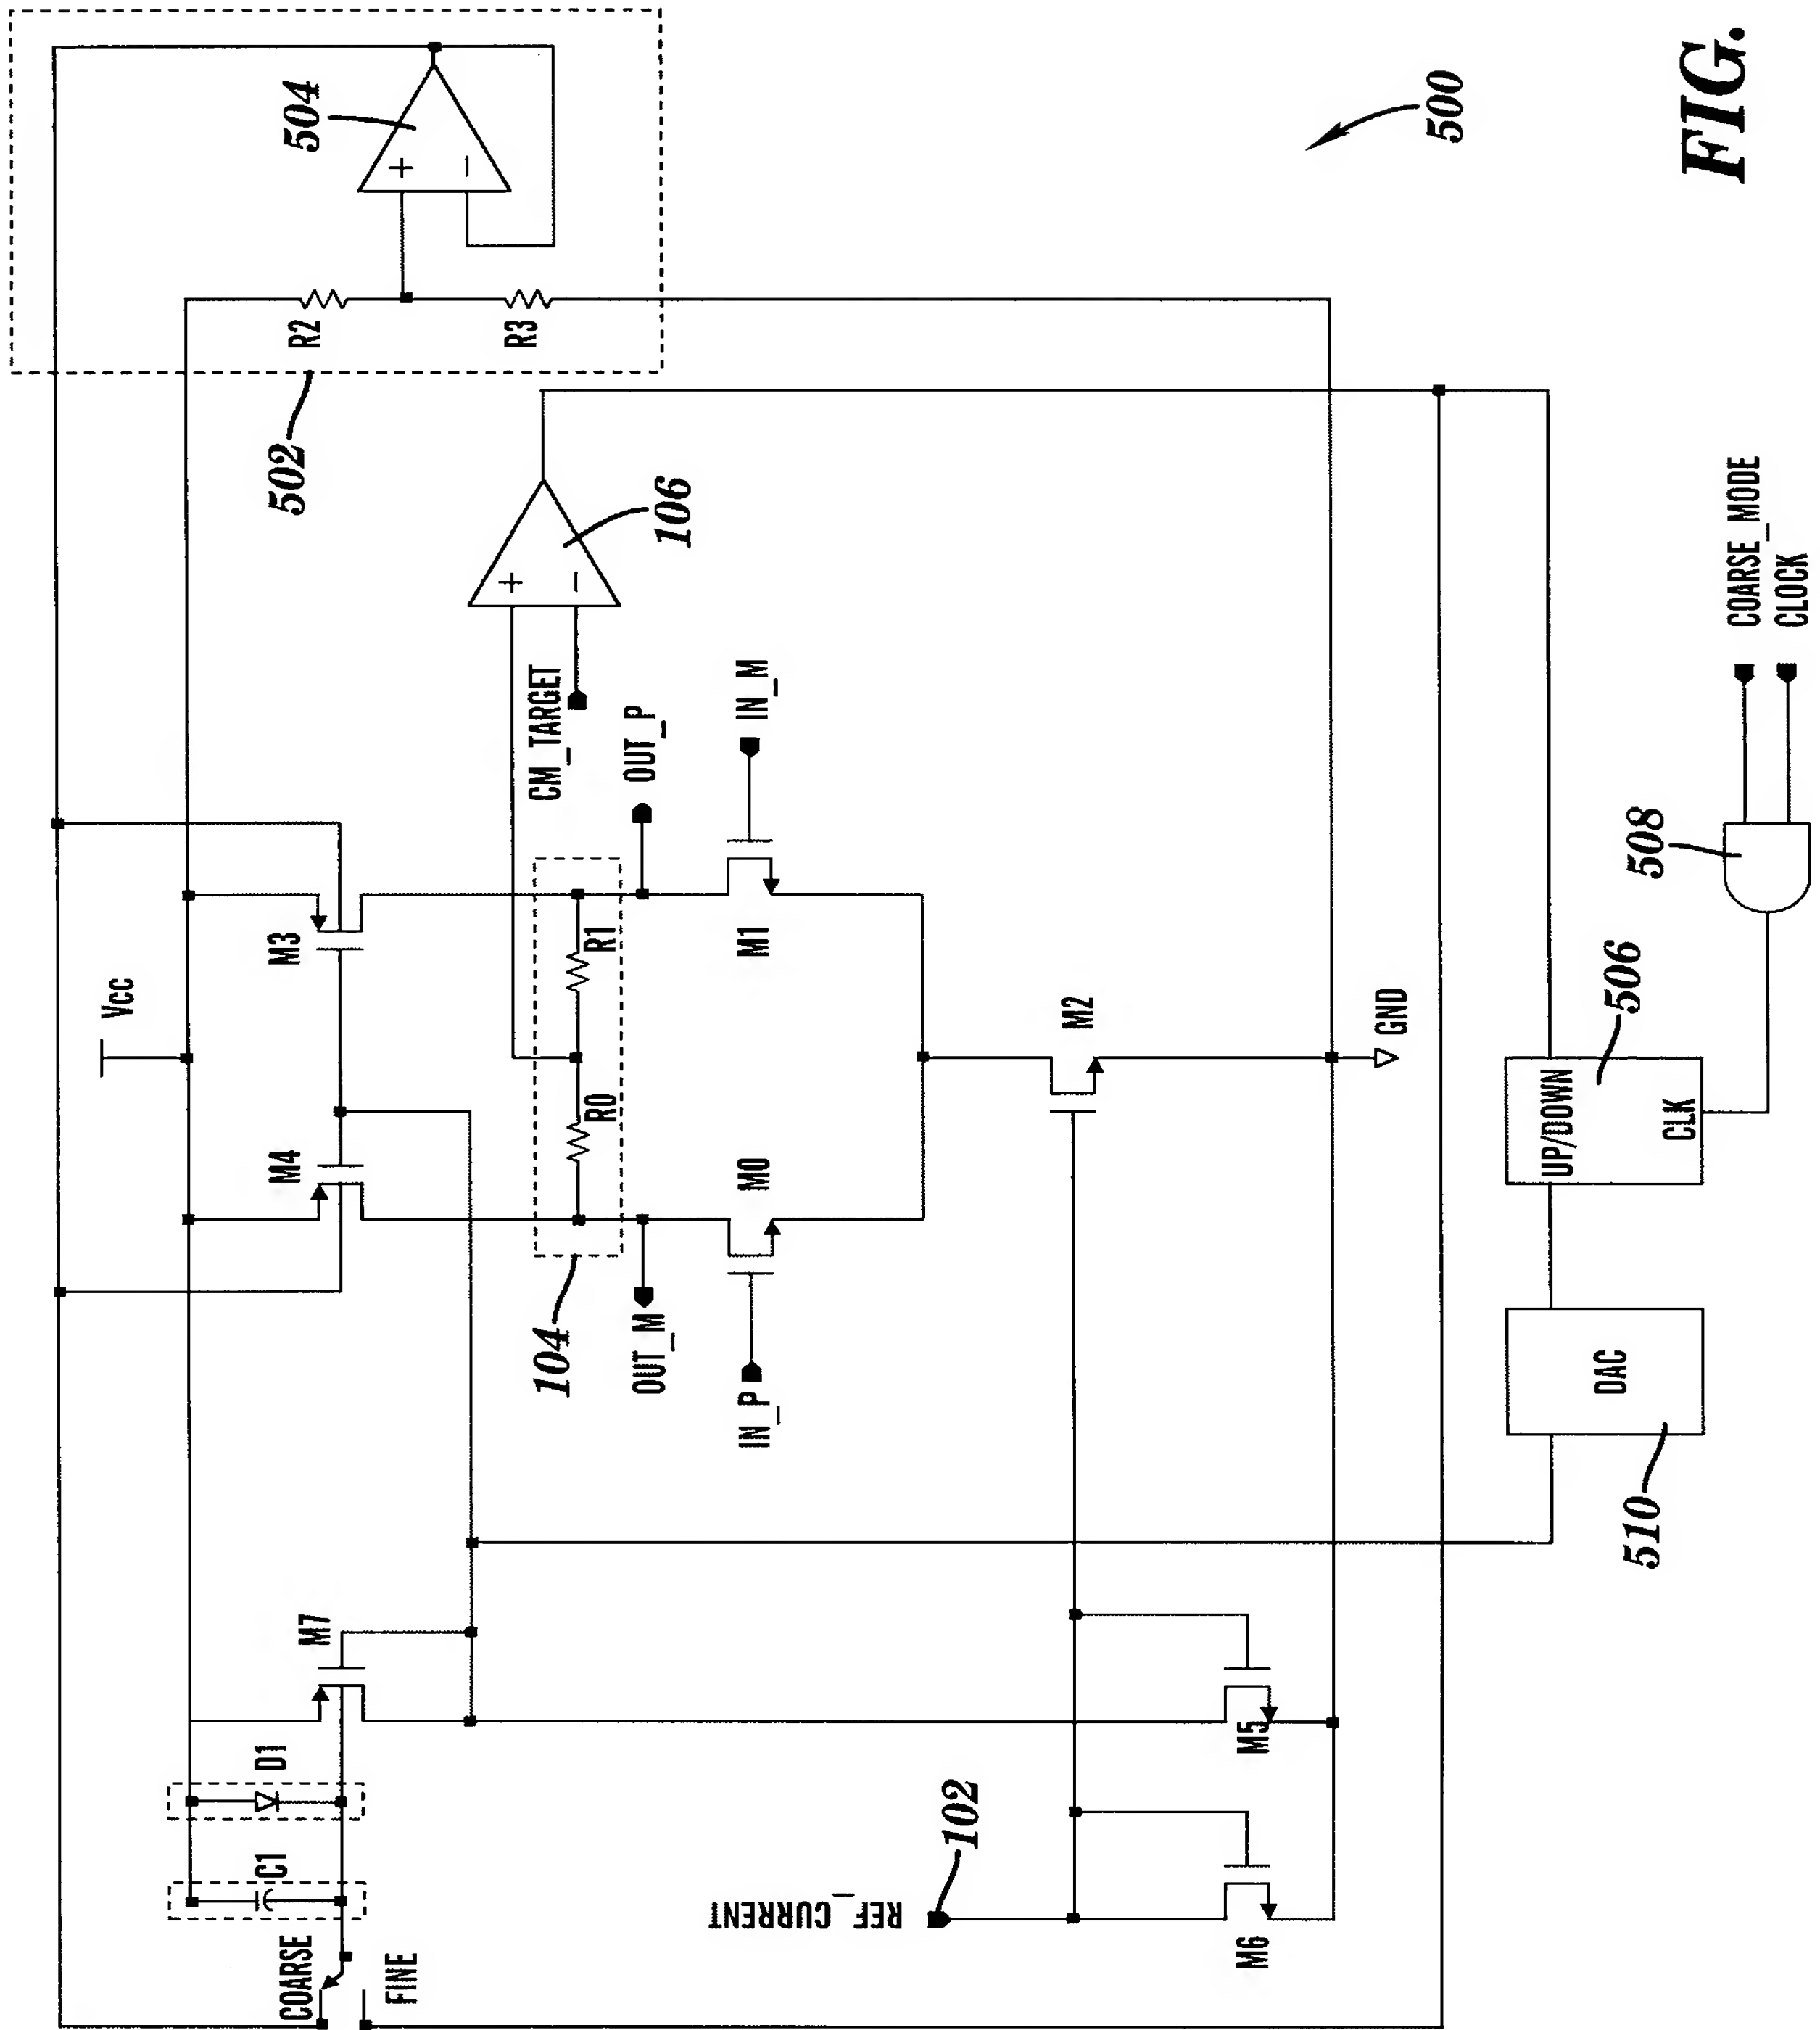 504
+
−
R2
R3
502
Vcc
M3
M4
M7
D1
C1
COARSE
FINE
106
+
−
CM_TARGET
OUT_P
IN_M
R1
R0
104
OUT_M
IN_P
M1
M0
M2
GND
M5
M6
REF_CURRENT
102
UP/DOWN
CLK
506
508
COARSE_MODE
CLOCK
DAC
510
500
FIG.